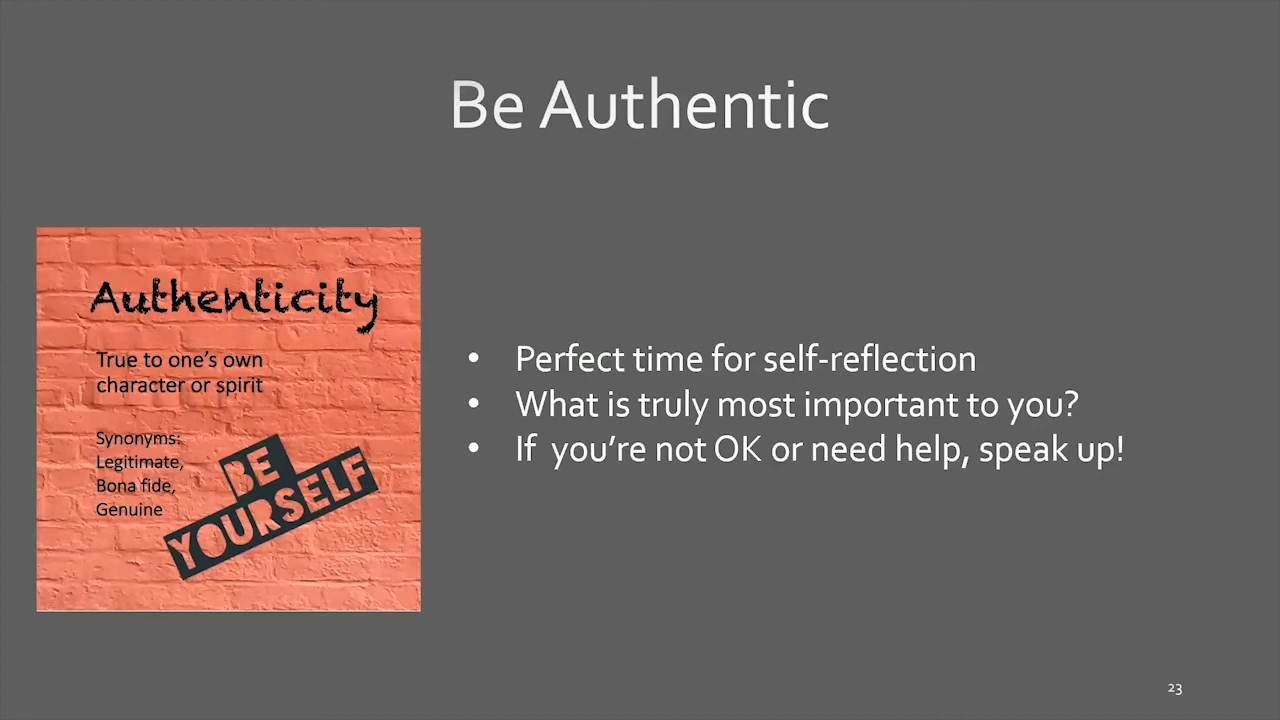 Be Authentic
Authenticity
True to one's own
character or spirit
Synonyms:
Legitimate,
Bona fide,
Genuine
BE
YOURSELF
• Perfect time for self-reflection
• What is truly most important to you?
• If  you're not OK or need help, speak up!
23